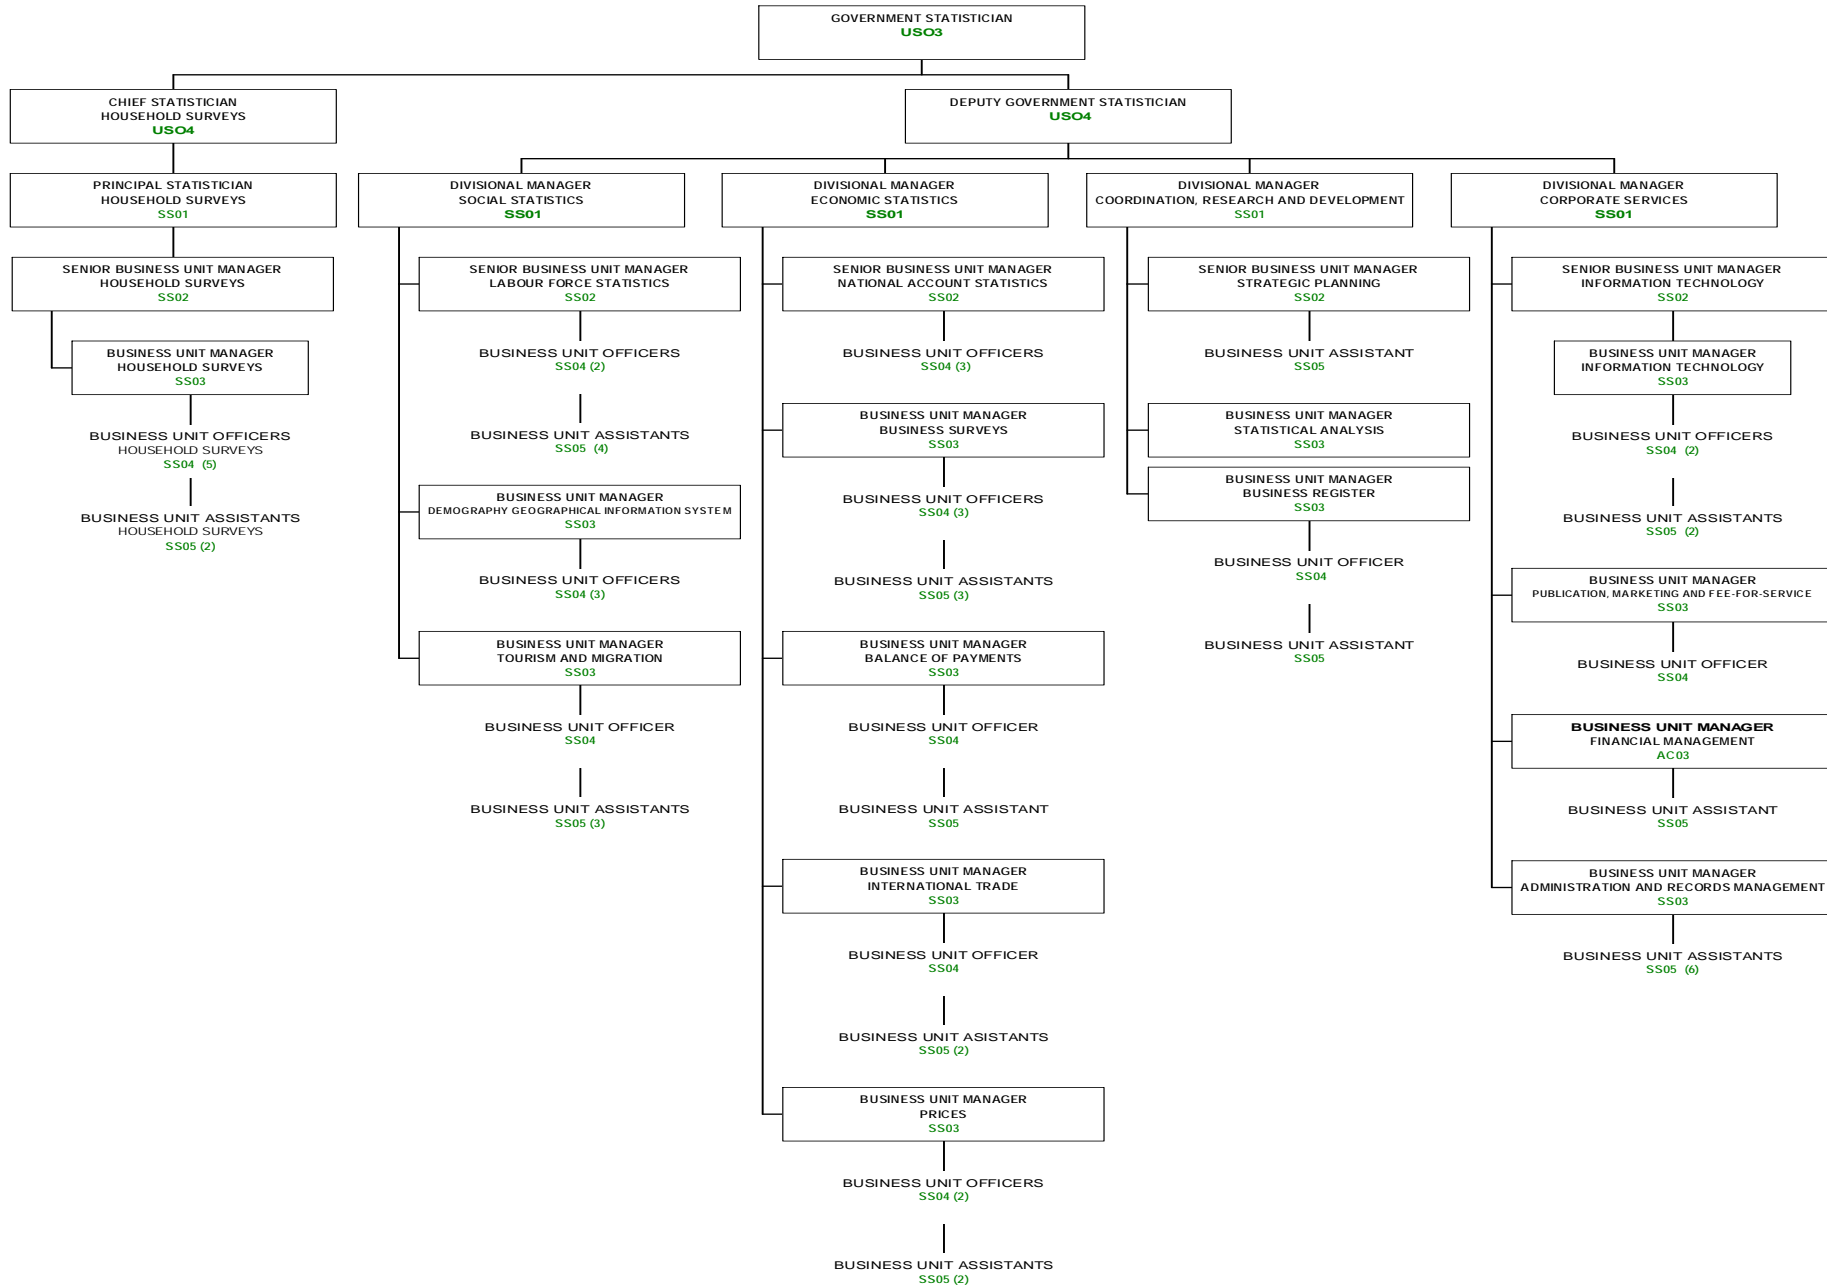 GOVERNMENT STATISTICIAN
USO3
CHIEF STATISTICIAN
HOUSEHOLD SURVEYS
USO4
DEPUTY GOVERNMENT STATISTICIAN
USO4
PRINCIPAL STATISTICIAN
HOUSEHOLD SURVEYS
SS01
DIVISIONAL MANAGER
SOCIAL STATISTICS
SS01
DIVISIONAL MANAGER
ECONOMIC STATISTICS
SS01
DIVISIONAL MANAGER
COORDINATION, RESEARCH AND DEVELOPMENT
SS01
DIVISIONAL MANAGER
CORPORATE SERVICES
SS01
SENIOR BUSINESS UNIT MANAGER
HOUSEHOLD SURVEYS
SS02
BUSINESS UNIT MANAGER
HOUSEHOLD SURVEYS
SS03
BUSINESS UNIT OFFICERS
HOUSEHOLD SURVEYS
SS04 (5)
BUSINESS UNIT ASSISTANTS
HOUSEHOLD SURVEYS
SS05 (2)
SENIOR BUSINESS UNIT MANAGER
LABOUR FORCE STATISTICS
SS02
BUSINESS UNIT OFFICERS
SS04 (2)
BUSINESS UNIT ASSISTANTS
SS05 (4)
BUSINESS UNIT MANAGER
DEMOGRAPHY GEOGRAPHICAL INFORMATION SYSTEM
SS03
BUSINESS UNIT OFFICERS
SS04 (3)
BUSINESS UNIT MANAGER
TOURISM AND MIGRATION
SS03
BUSINESS UNIT OFFICER
SS04
BUSINESS UNIT ASSISTANTS
SS05 (3)
SENIOR BUSINESS UNIT MANAGER
NATIONAL ACCOUNT STATISTICS
SS02
BUSINESS UNIT OFFICERS
SS04 (3)
BUSINESS UNIT MANAGER
BUSINESS SURVEYS
SS03
BUSINESS UNIT OFFICERS
SS04 (3)
BUSINESS UNIT ASSISTANTS
SS05 (3)
BUSINESS UNIT MANAGER
BALANCE OF PAYMENTS
SS03
BUSINESS UNIT OFFICER
SS04
BUSINESS UNIT ASSISTANT
SS05
BUSINESS UNIT MANAGER
INTERNATIONAL TRADE
SS03
BUSINESS UNIT OFFICER
SS04
BUSINESS UNIT ASISTANTS
SS05 (2)
BUSINESS UNIT MANAGER
PRICES
SS03
BUSINESS UNIT OFFICERS
SS04 (2)
BUSINESS UNIT ASSISTANTS
SS05 (2)
SENIOR BUSINESS UNIT MANAGER
STRATEGIC PLANNING
SS02
BUSINESS UNIT ASSISTANT
SS05
BUSINESS UNIT MANAGER
STATISTICAL ANALYSIS
SS03
BUSINESS UNIT MANAGER
BUSINESS REGISTER
SS03
BUSINESS UNIT OFFICER
SS04
BUSINESS UNIT ASSISTANT
SS05
SENIOR BUSINESS UNIT MANAGER
INFORMATION TECHNOLOGY
SS02
BUSINESS UNIT MANAGER
INFORMATION TECHNOLOGY
SS03
BUSINESS UNIT OFFICERS
SS04 (2)
BUSINESS UNIT ASSISTANTS
SS05 (2)
BUSINESS UNIT MANAGER
PUBLICATION, MARKETING AND FEE-FOR-SERVICE
SS03
BUSINESS UNIT OFFICER
SS04
BUSINESS UNIT MANAGER
FINANCIAL MANAGEMENT
AC03
BUSINESS UNIT ASSISTANT
SS05
BUSINESS UNIT MANAGER
ADMINISTRATION AND RECORDS MANAGEMENT
SS03
BUSINESS UNIT ASSISTANTS
SS05 (6)